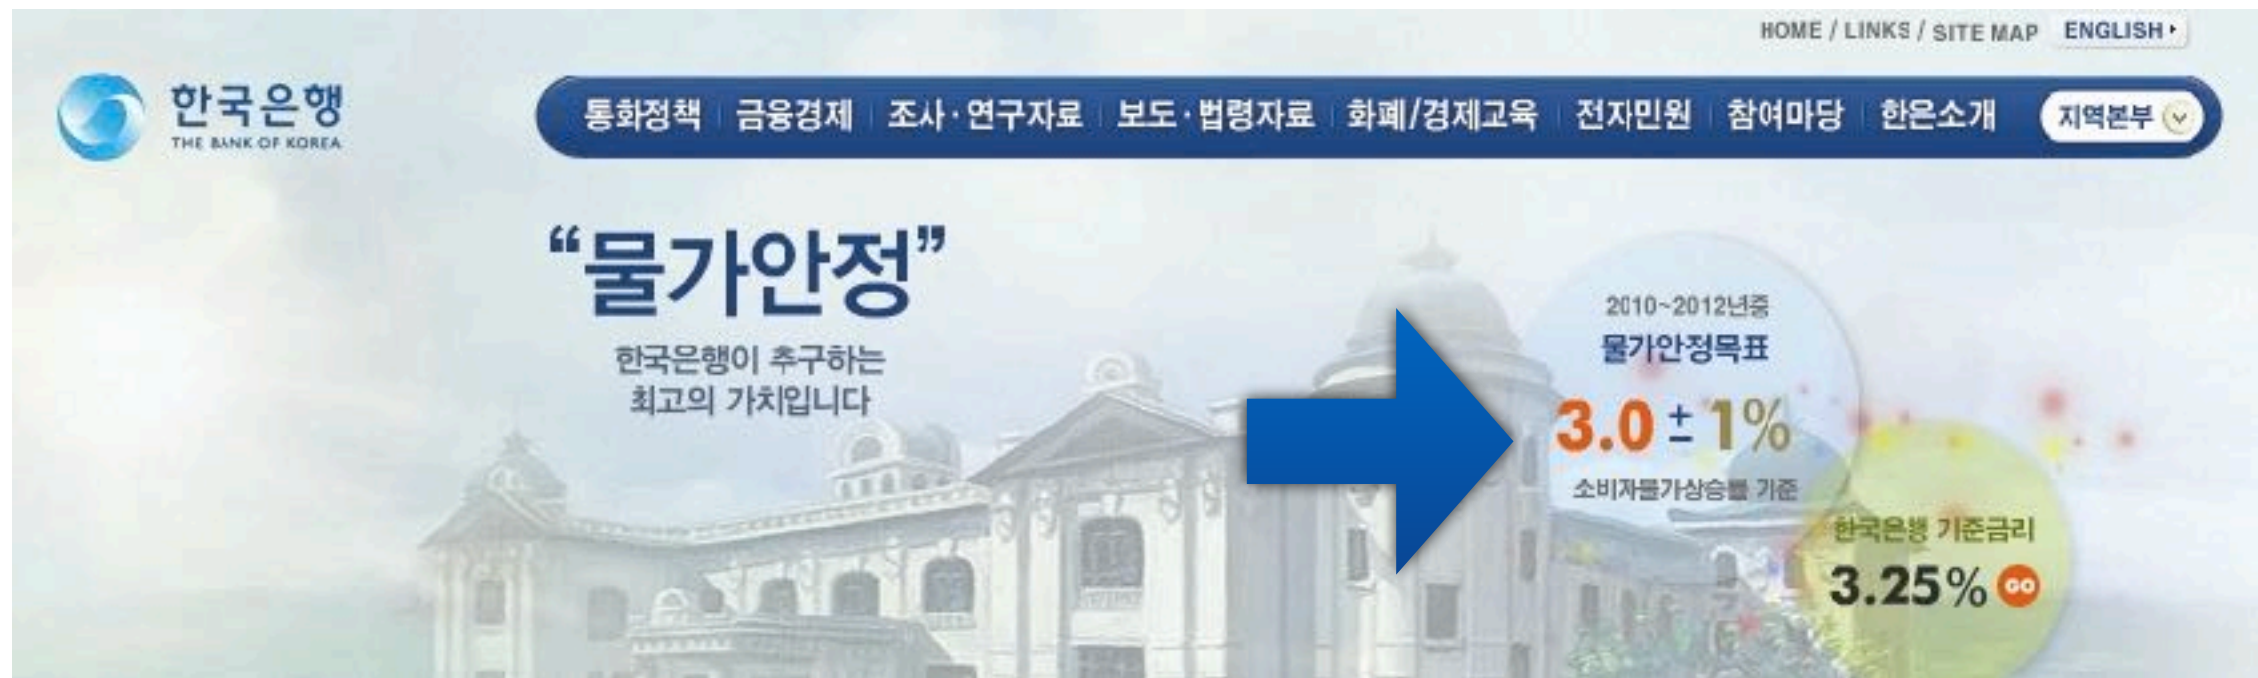 HOME / LINKS / SITE MAP ENGLISH
한국은행
THE BANK OF KOREA
통화정책 금융경제 조사·연구자료 보도·법령자료 화폐/경제교육 전자민원 참여마당 한은소개 지역본부
“물가안정”
한국은행이 추구하는
최고의 가치입니다
2010~2012년중
물가안정목표
3.0 ± 1%
소비자물가상승률 기준
한국은행 기준금리
3.25% GO